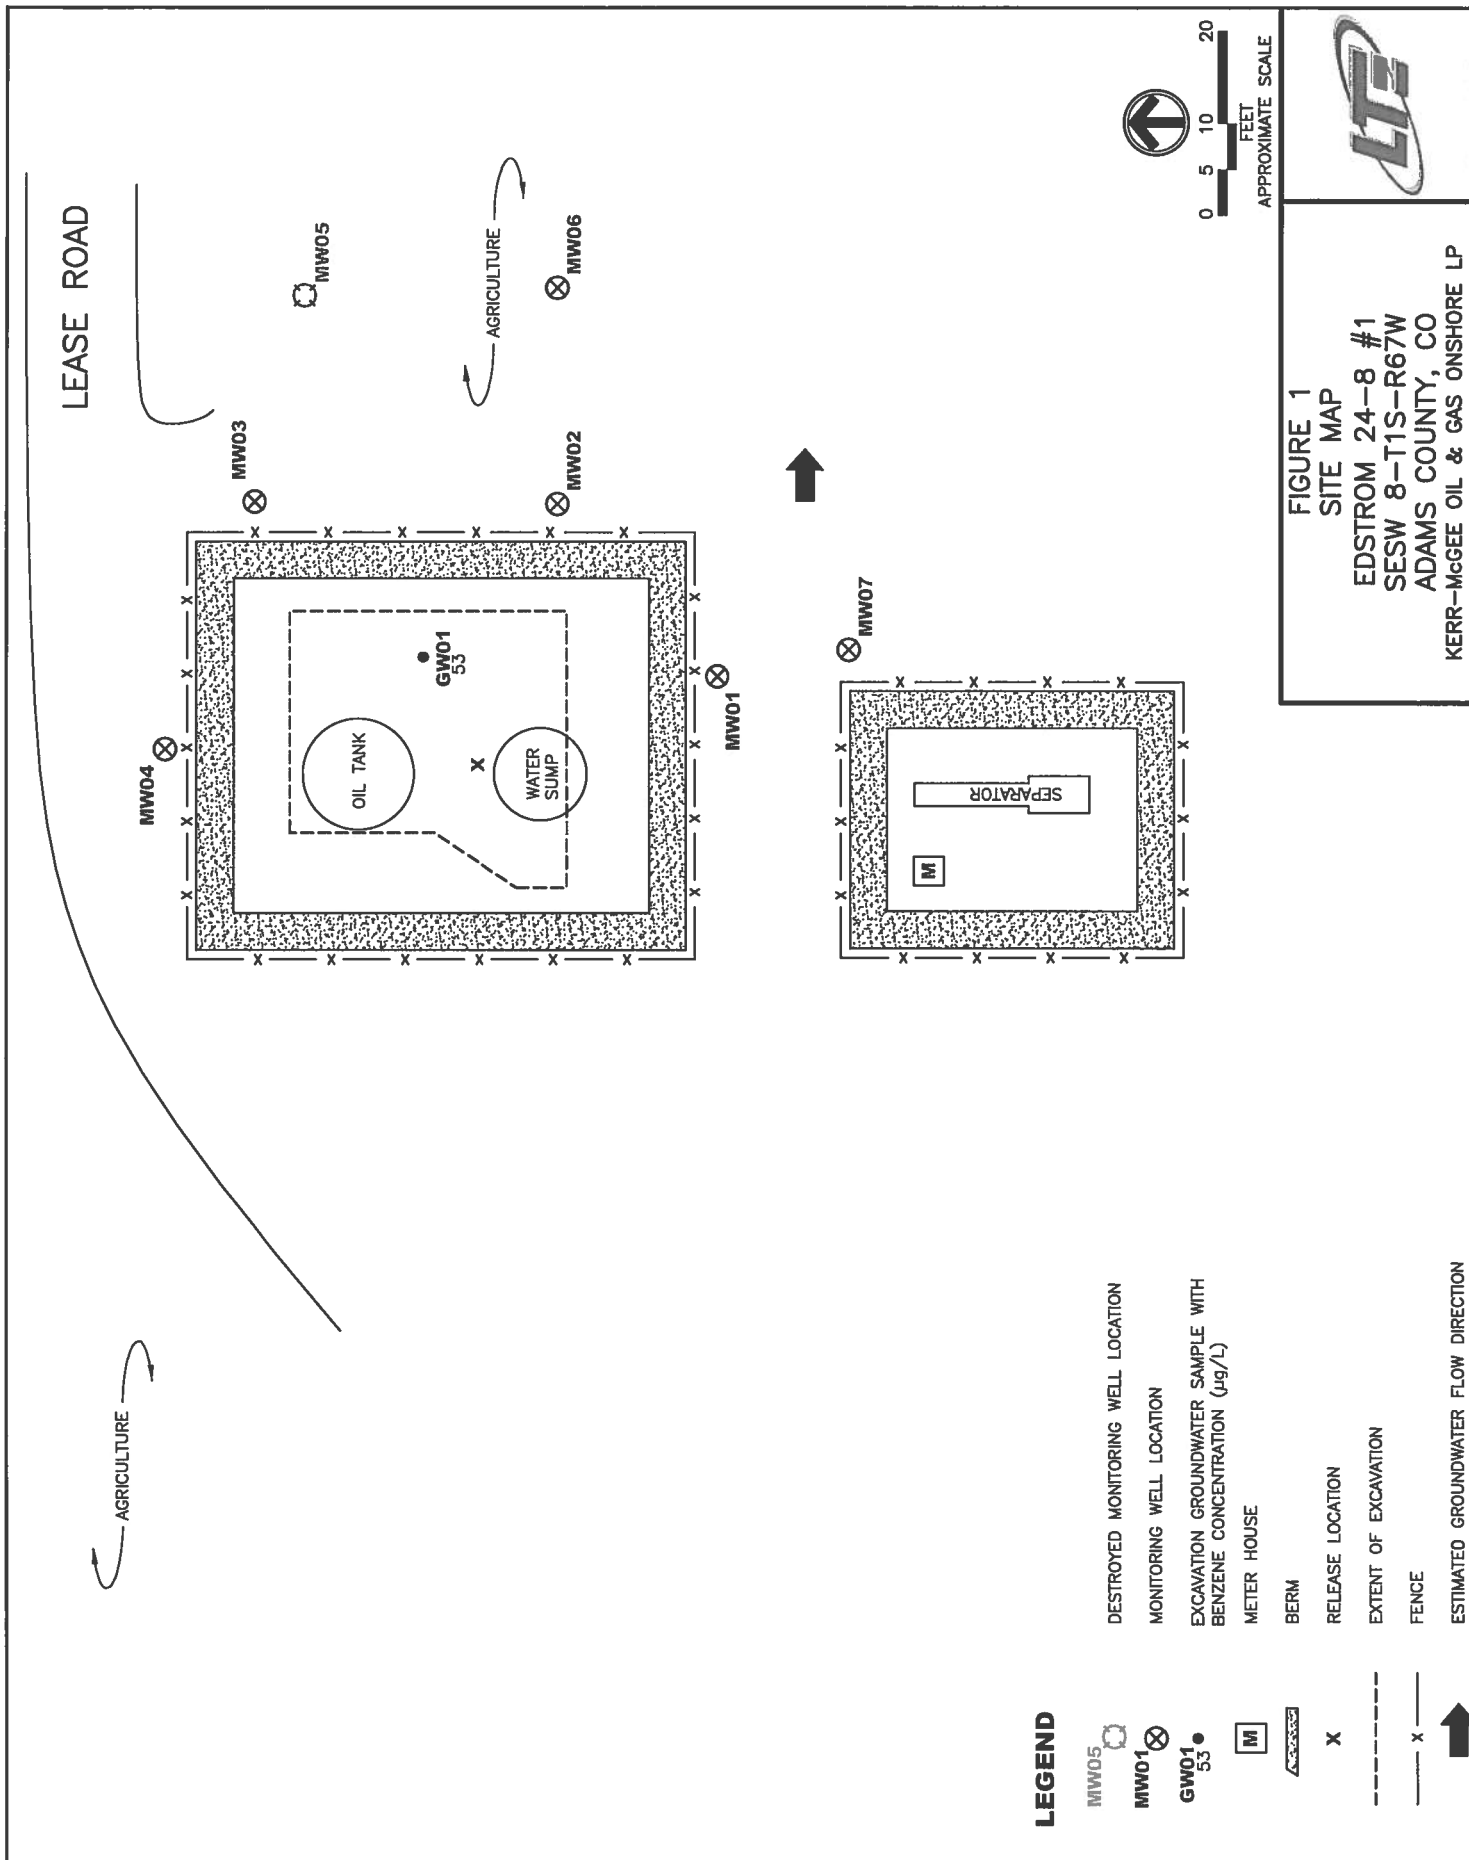 LEASE ROAD
AGRICULTURE
MW04
MW03
MW05
OIL TANK
GW01
53
AGRICULTURE
X
WATER
SUMP
MW02
MW06
MW01
MW07
M
SEPARATOR
LEGEND
MW05
DESTROYED MONITORING WELL LOCATION
MW01
MONITORING WELL LOCATION
GW01
53
EXCAVATION GROUNDWATER SAMPLE WITH
BENZENE CONCENTRATION (µg/L)
M
METER HOUSE
BERM
X
RELEASE LOCATION
EXTENT OF EXCAVATION
X
FENCE
ESTIMATED GROUNDWATER FLOW DIRECTION
0 5 10 20
FEET
APPROXIMATE SCALE
FIGURE 1
SITE MAP
EDSTROM 24-8 #1
SESW 8-T1S-R67W
ADAMS COUNTY, CO
KERR-McGEE OIL & GAS ONSHORE LP
LTE